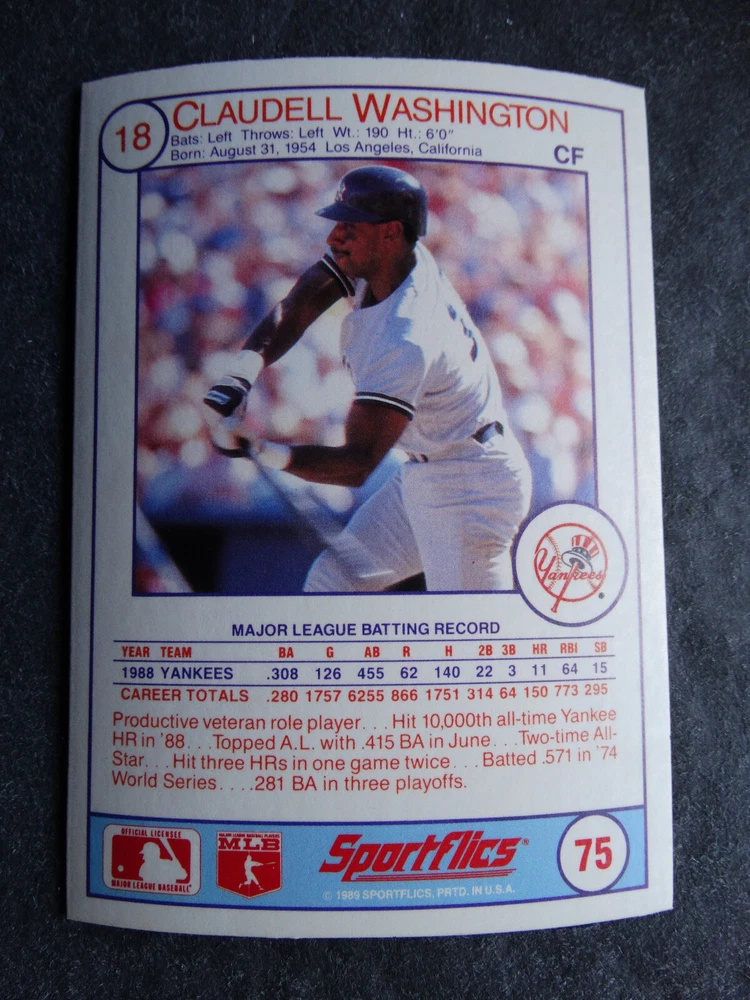 18
CLAUDELL WASHINGTON
Bats: Left Throws: Left Wt.: 190 Ht.: 6'0"
Born: August 31, 1954 Los Angeles, California
CF
Yankees
MAJOR LEAGUE BATTING RECORD
YEAR TEAM BA G AB R H 2B 3B HR RBI SB
1988 YANKEES .308 126 455 62 140 22 3 11 64 15
CAREER TOTALS .280 1757 6255 866 1751 314 64 150 773 295
Productive veteran role player. . . Hit 10,000th all-time Yankee
HR in '88. . .Topped A.L. with .415 BA in June. . .Two-time All-
Star. . . Hit three HRs in one game twice. . . Batted .571 in '74
World Series. . . .281 BA in three playoffs.
OFFICIAL LICENSEE
MAJOR LEAGUE BASEBALL
MAJOR LEAGUE BASEBALL PLAYERS
MLB
Sportflics®
© 1989 SPORTFLICS, PRTD. IN U.S.A.
75